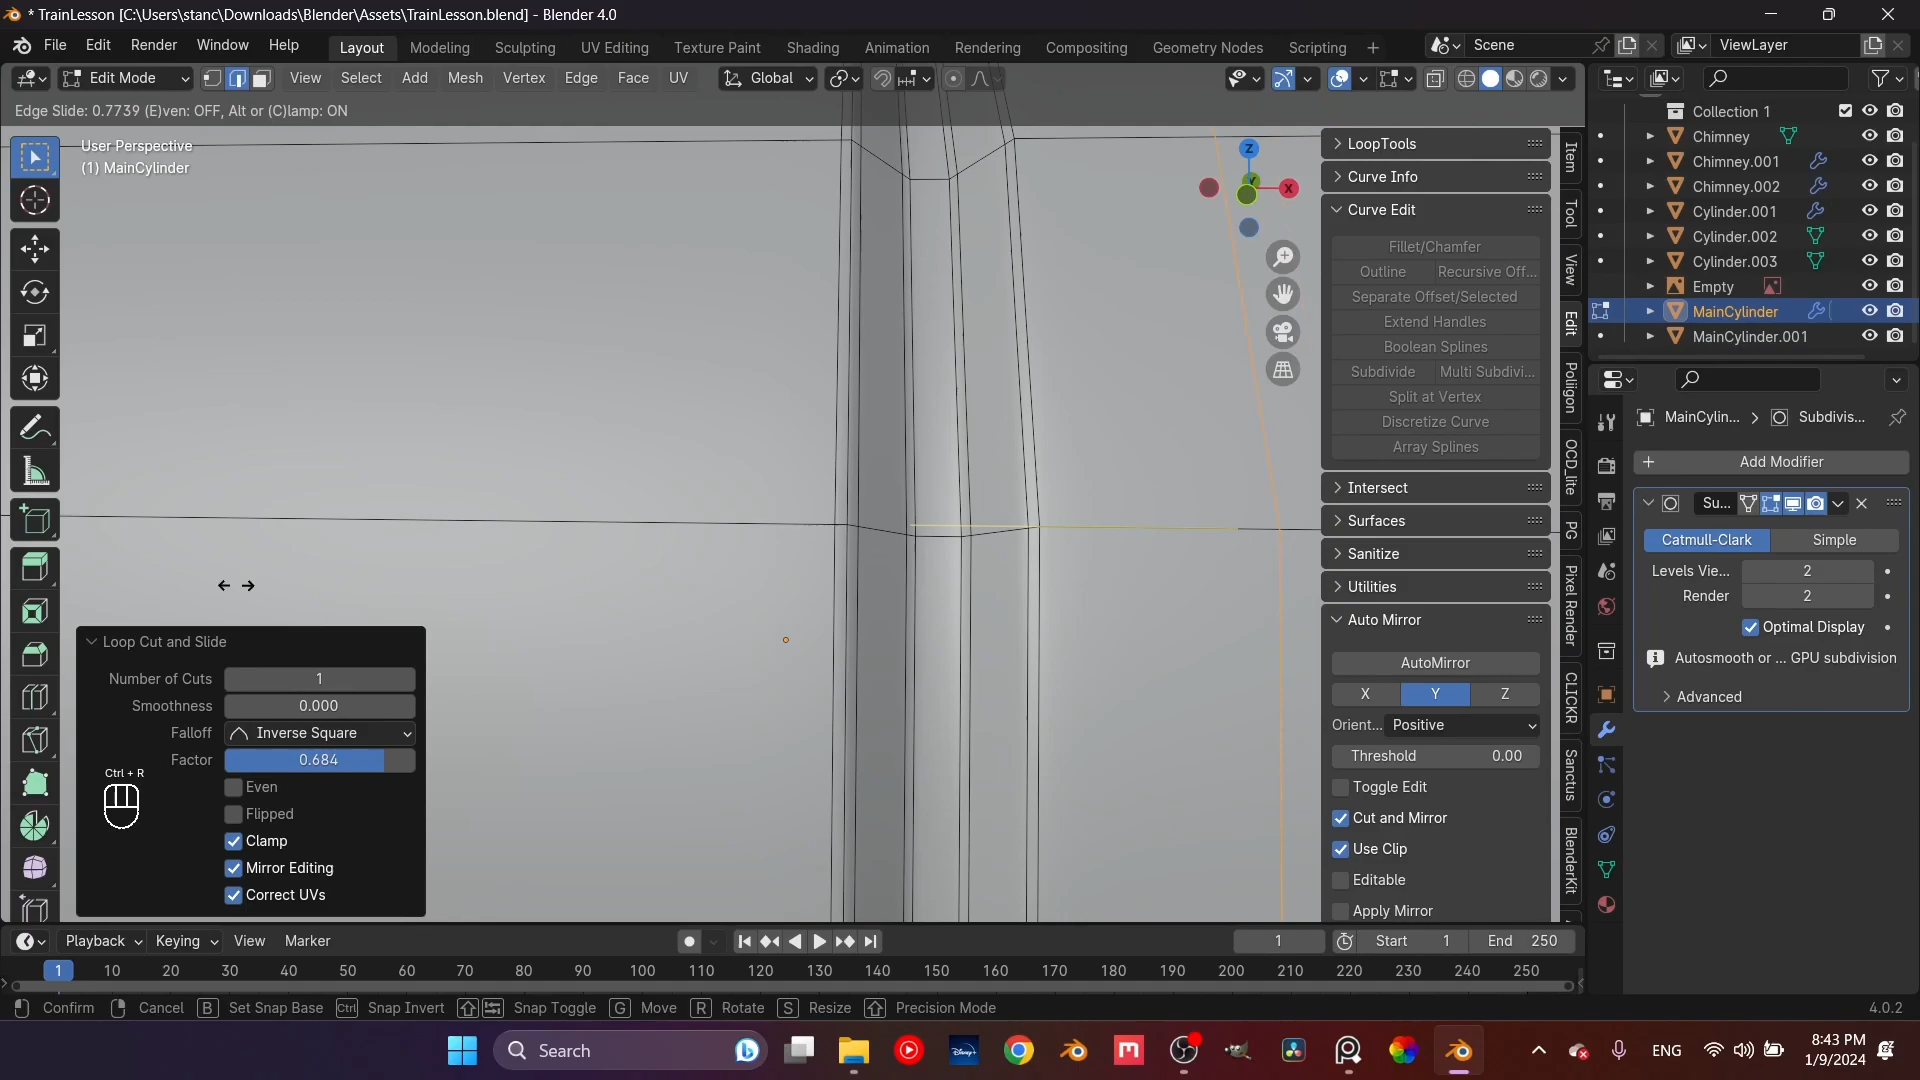 * TrainLesson [C:\Users\stanc\Downloads\Blender\Assets\TrainLesson.blend] - Blender 4.0
File Edit Render Window Help Layout Modeling Sculpting UV Editing Texture Paint Shading Animation Rendering Compositing Geometry Nodes Scripting + Scene ViewLayer
Edit Mode View Select Add Mesh Vertex Edge Face UV Global
Edge Slide: 0.7739 (E)ven: OFF, Alt or (C)lamp: ON
User Perspective
(1) MainCylinder
Z
Y
X
LoopTools
Curve Info
Curve Edit
Fillet/Chamfer
Outline Recursive Off...
Separate Offset/Selected
Extend Handles
Boolean Splines
Subdivide Multi Subdivi...
Split at Vertex
Discretize Curve
Array Splines
Intersect
Surfaces
Sanitize
Utilities
Auto Mirror
AutoMirror
X Y Z
Orient... Positive
Threshold 0.00
Toggle Edit
Cut and Mirror
Use Clip
Editable
Apply Mirror
Item
Tool
View
Edit
Poliigon
OCD_lite
PG
Pixel Render
CLICKR
Sanctus
BlenderKit
Collection 1
Chimney
Chimney.001
Chimney.002
Cylinder.001
Cylinder.002
Cylinder.003
Empty
MainCylinder
MainCylinder.001
MainCylin... > Subdivis...
+ Add Modifier
Su...
Catmull-Clark Simple
Levels Vie... 2
Render 2
Optimal Display
Autosmooth or ... GPU subdivision
Advanced
Loop Cut and Slide
Number of Cuts 1
Smoothness 0.000
Falloff Inverse Square
Factor 0.684
Ctrl + R
Even
Flipped
Clamp
Mirror Editing
Correct UVs
Playback Keying View Marker 1 Start 1 End 250
1 10 20 30 40 50 60 70 80 90 100 110 120 130 140 150 160 170 180 190 200 210 220 230 240 250
Confirm Cancel B Set Snap Base Ctrl Snap Invert Snap Toggle G Move R Rotate S Resize Precision Mode 4.0.2
Search Disney+ ENG 8:43 PM
1/9/2024